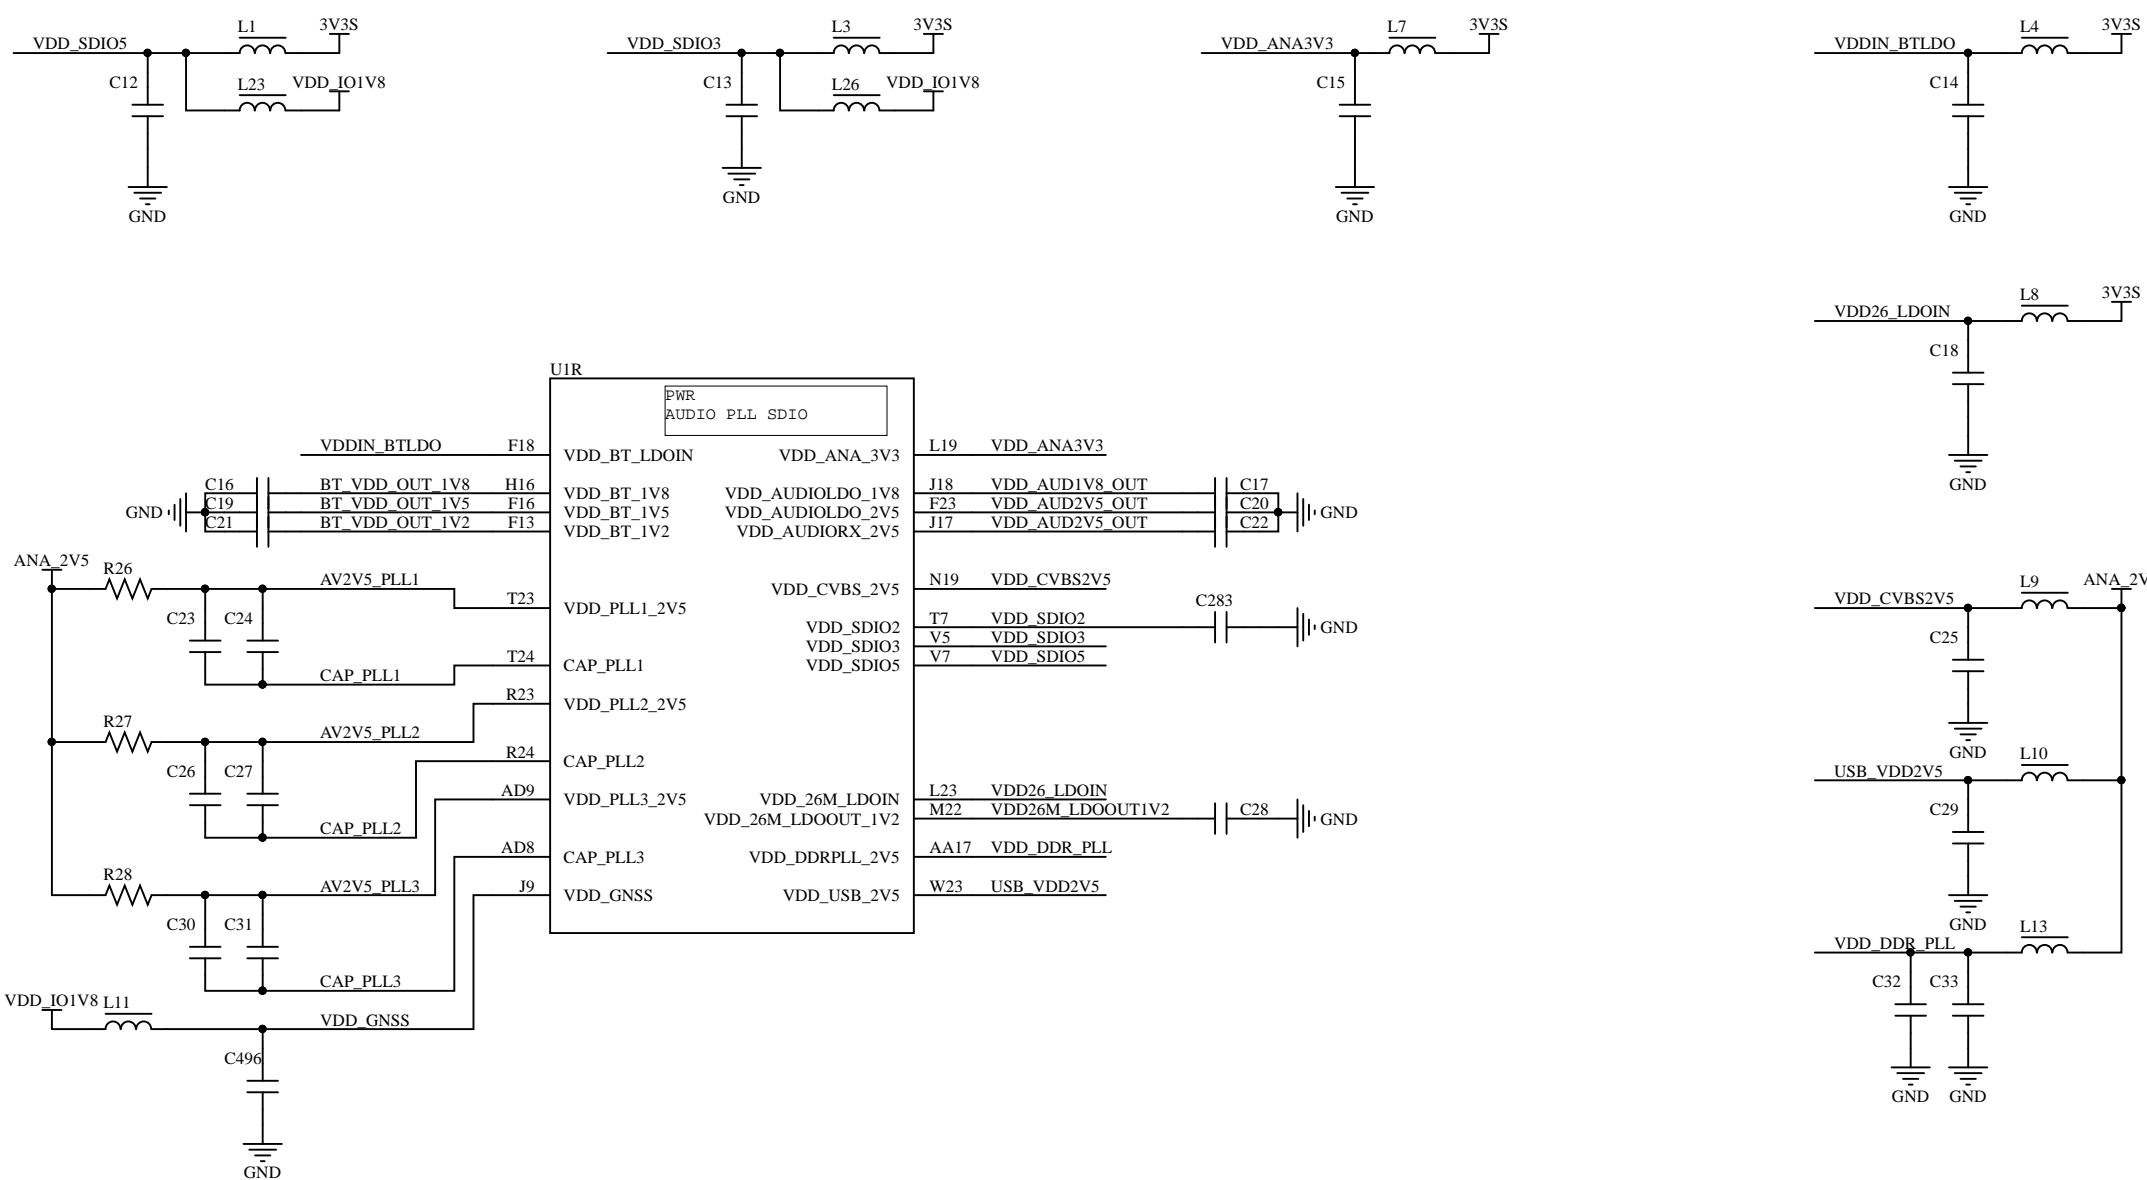 L1 3V3S
VDD_SDIO5
C12 L23 VDD_IO1V8
GND
L3 3V3S
VDD_SDIO3
C13 L26 VDD_IO1V8
GND
L7 3V3S
VDD_ANA3V3
C15
GND
L4 3V3S
VDDIN_BTLDO
C14
GND
L8 3V3S
VDD26_LDOIN
C18
GND
U1R
PWR
AUDIO PLL SDIO
VDDIN_BTLDO F18 VDD_BT_LDOIN
C16 BT_VDD_OUT_1V8 H16 VDD_BT_1V8
GND C19 BT_VDD_OUT_1V5 F16 VDD_BT_1V5
C21 BT_VDD_OUT_1V2 F13 VDD_BT_1V2
ANA_2V5
R26 AV2V5_PLL1 T23 VDD_PLL1_2V5
C23 C24
CAP_PLL1 T24 CAP_PLL1
R23 VDD_PLL2_2V5
R27 AV2V5_PLL2
C26 C27
R24 CAP_PLL2
CAP_PLL2
AD9 VDD_PLL3_2V5
AD8 CAP_PLL3
R28 AV2V5_PLL3
J9 VDD_GNSS
C30 C31
CAP_PLL3
VDD_IO1V8 L11
VDD_GNSS
C496
GND
VDD_ANA_3V3 L19 VDD_ANA3V3
VDD_AUDIOLDO_1V8 J18 VDD_AUD1V8_OUT C17
VDD_AUDIOLDO_2V5 F23 VDD_AUD2V5_OUT C20 GND
VDD_AUDIORX_2V5 J17 VDD_AUD2V5_OUT C22
VDD_CVBS_2V5 N19 VDD_CVBS2V5
C283
VDD_SDIO2 T7 VDD_SDIO2 GND
VDD_SDIO3 V5 VDD_SDIO3
VDD_SDIO5 V7 VDD_SDIO5
VDD_26M_LDOIN L23 VDD26_LDOIN
VDD_26M_LDOOUT_1V2 M22 VDD26M_LDOOUT1V2 C28 GND
VDD_DDRPLL_2V5 AA17 VDD_DDR_PLL
VDD_USB_2V5 W23 USB_VDD2V5
L9 ANA_2V
VDD_CVBS2V5
C25
GND
L10
USB_VDD2V5
C29
GND
L13
VDD_DDR_PLL
C32 C33
GND GND